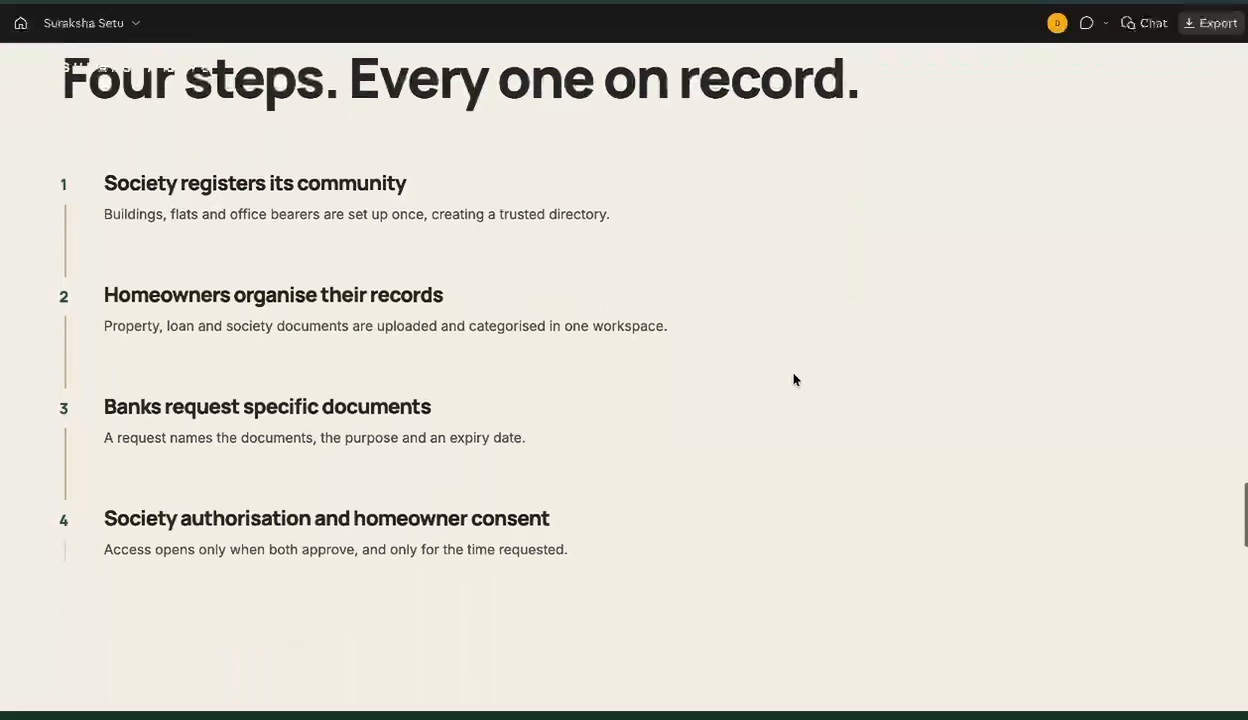 Suraksha Setu
D
Chat
Export
Four steps. Every one on record.
1
Society registers its community
Buildings, flats and office bearers are set up once, creating a trusted directory.
2
Homeowners organise their records
Property, loan and society documents are uploaded and categorised in one workspace.
3
Banks request specific documents
A request names the documents, the purpose and an expiry date.
4
Society authorisation and homeowner consent
Access opens only when both approve, and only for the time requested.